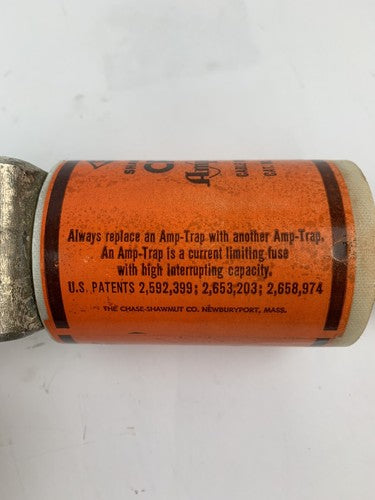 Always replace an Amp-Trap with another Amp-Trap.
An Amp-Trap is a current limiting fuse
with high interrupting capacity.
U.S. PATENTS 2,592,399; 2,653,203; 2,658,974
THE CHASE-SHAWMUT CO. NEWBURYPORT, MASS.